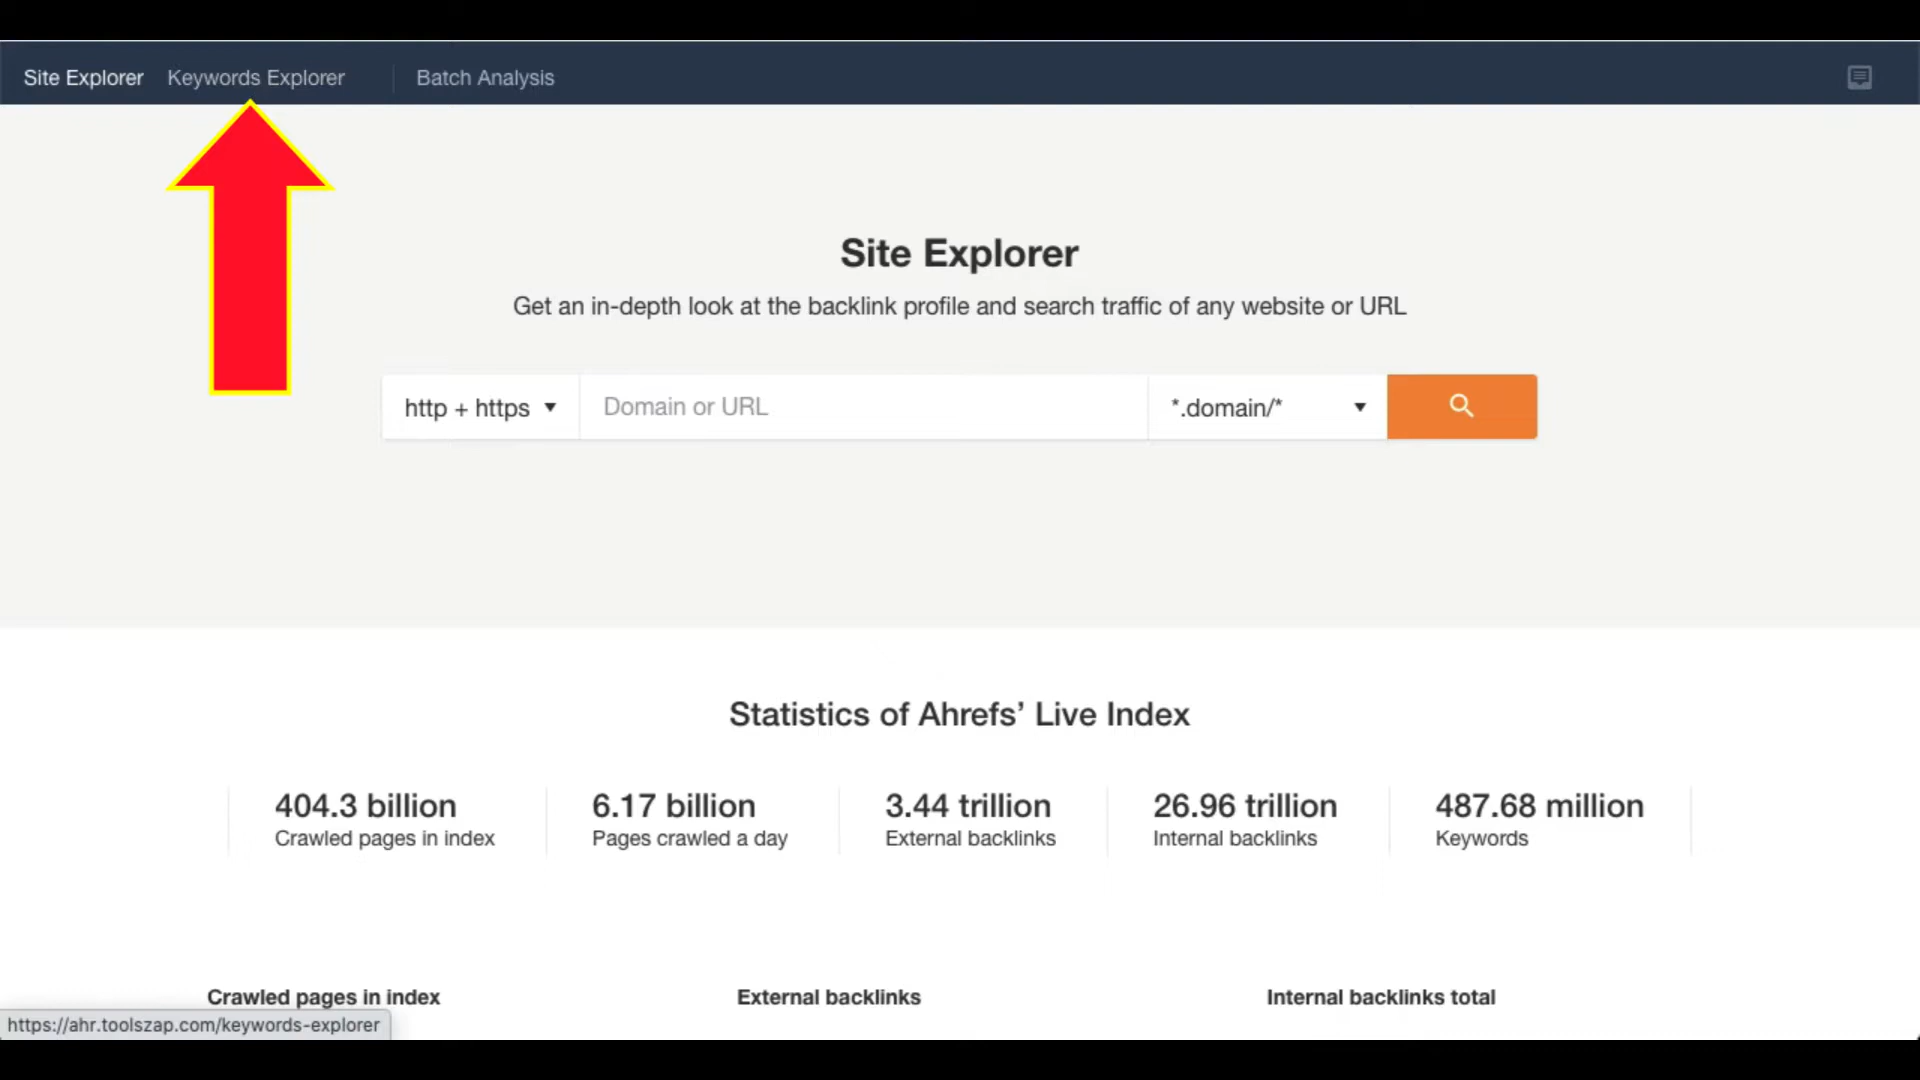 Site Explorer Keywords Explorer Batch Analysis
Site Explorer
Get an in-depth look at the backlink profile and search traffic of any website or URL
http + https Domain or URL *.domain/*
Statistics of Ahrefs’ Live Index
404.3 billion 6.17 billion 3.44 trillion 26.96 trillion 487.68 million
Crawled pages in index Pages crawled a day External backlinks Internal backlinks Keywords
Crawled pages in index External backlinks Internal backlinks total
https://ahr.toolszap.com/keywords-explorer